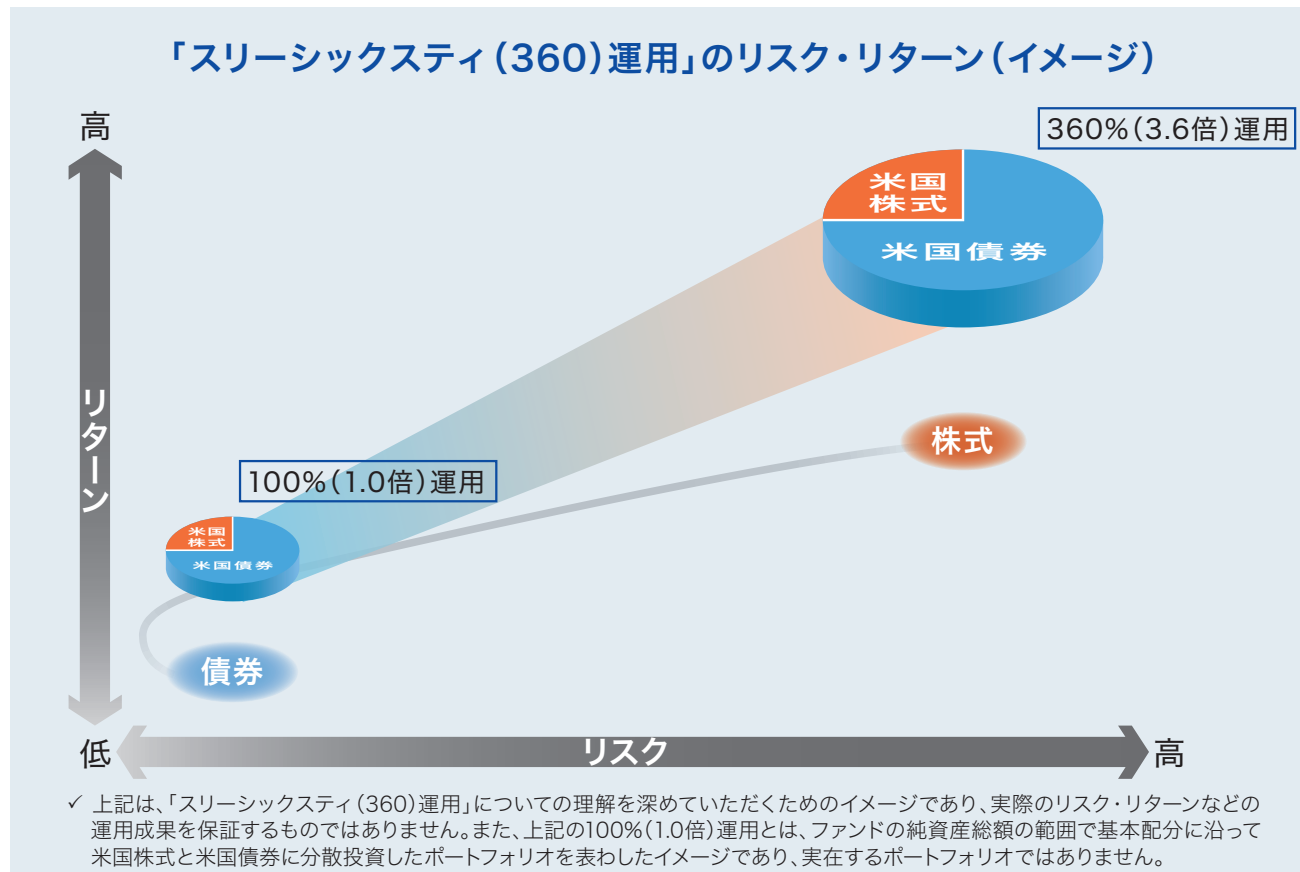 「スリーシックスティ(360)運用」のリスク・リターン(イメージ)
高
360%(3.6倍)運用
米国
株式
米国債券
リターン
株式
100%(1.0倍)運用
米国
株式
米国債券
債券
低
リスク
高
✓ 上記は、「スリーシックスティ(360)運用」についての理解を深めていただくためのイメージであり、実際のリスク・リターンなどの
運用成果を保証するものではありません。また、上記の100%(1.0倍)運用とは、ファンドの純資産総額の範囲で基本配分に沿って
米国株式と米国債券に分散投資したポートフォリオを表わしたイメージであり、実在するポートフォリオではありません。